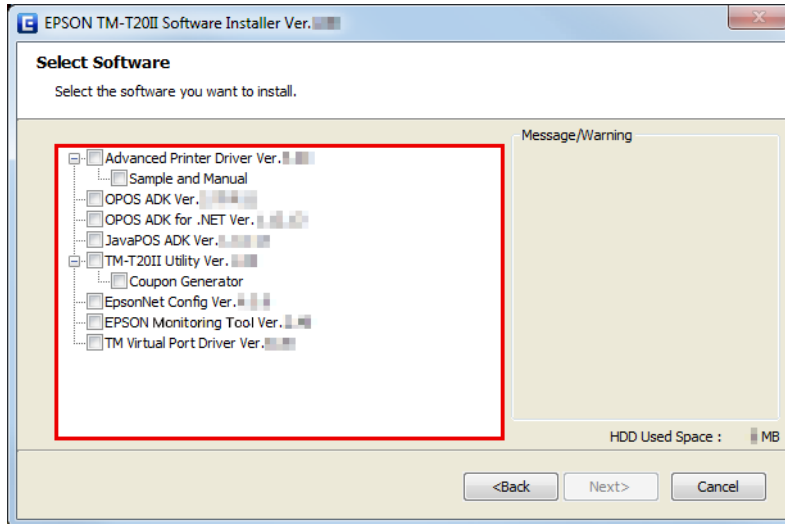 EPSON TM-T20II Software Installer Ver.
Select Software
Select the software you want to install.
Message/Warning
Advanced Printer Driver Ver.
Sample and Manual
OPOS ADK Ver.
OPOS ADK for .NET Ver.
JavaPOS ADK Ver.
TM-T20II Utility Ver.
Coupon Generator
EpsonNet Config Ver.
EPSON Monitoring Tool Ver.
TM Virtual Port Driver Ver.
HDD Used Space : MB
<Back Next> Cancel